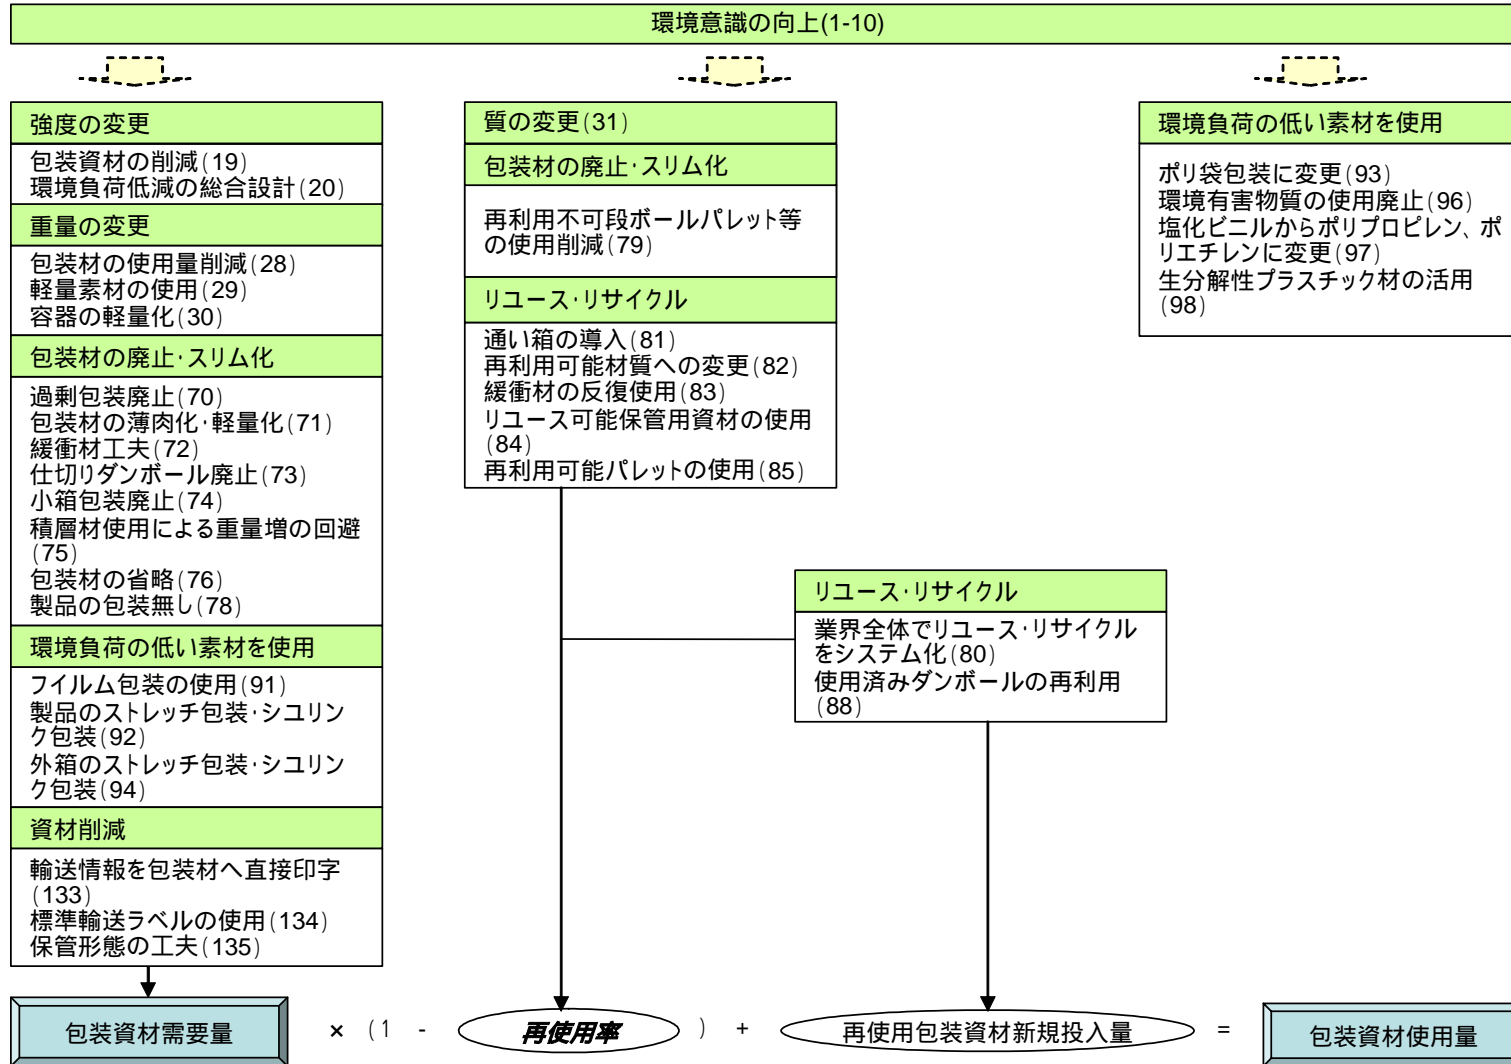 環境意識の向上(1-10)
強度の変更
包装資材の削減(19)
環境負荷低減の総合設計(20)
重量の変更
包装材の使用量削減(28)
軽量素材の使用(29)
容器の軽量化(30)
包装材の廃止・スリム化
過剰包装廃止(70)
包装材の薄肉化・軽量化(71)
緩衝材工夫(72)
仕切りダンボール廃止(73)
小箱包装廃止(74)
積層材使用による重量増の回避
(75)
包装材の省略(76)
製品の包装無し(78)
環境負荷の低い素材を使用
フイルム包装の使用(91)
製品のストレッチ包装・シユリン
ク包装(92)
外箱のストレッチ包装・シユリン
ク包装(94)
資材削減
輸送情報を包装材へ直接印字
(133)
標準輸送ラベルの使用(134)
保管形態の工夫(135)
質の変更(31)
包装材の廃止・スリム化
再利用不可段ボールパレット等
の使用削減(79)
リユース・リサイクル
通い箱の導入(81)
再利用可能材質への変更(82)
緩衝材の反復使用(83)
リユース可能保管用資材の使用
(84)
再利用可能パレットの使用(85)
リユース・リサイクル
業界全体でリユース・リサイクル
をシステム化(80)
使用済みダンボールの再利用
(88)
環境負荷の低い素材を使用
ポリ袋包装に変更(93)
環境有害物質の使用廃止(96)
塩化ビニルからポリプロピレン、ポ
リエチレンに変更(97)
生分解性プラスチック材の活用
(98)
包装資材需要量 × (1 - 再使用率) + 再使用包装資材新規投入量 = 包装資材使用量